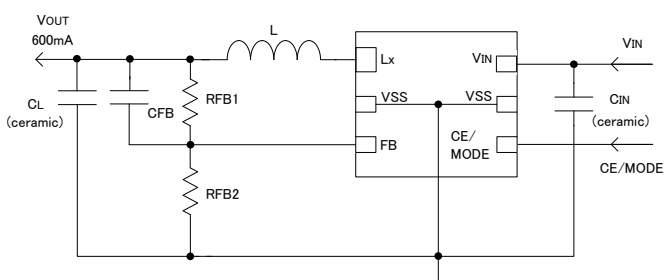 VOUT
600mA
L
Lx
VIN
VIN
CL
(ceramic)
CFB
RFB1
VSS
VSS
CIN
(ceramic)
FB
CE/
MODE
CE/MODE
RFB2